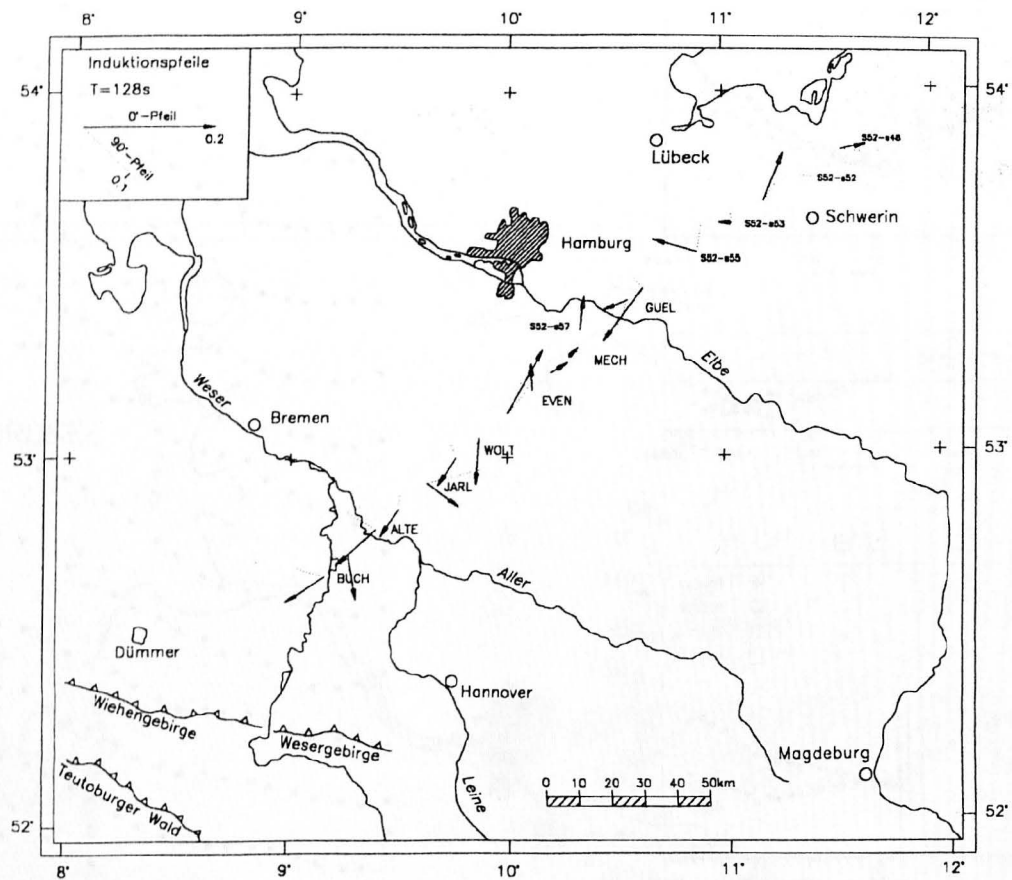 8°
9°
10°
11°
12°
Induktionspfeile
T=128s
0°-Pfeil
0.2
90°-Pfeil
54°
54°
Lübeck
S52-s48
S52-s52
S52-s53
Schwerin
Hamburg
S52-s55
GUEL
S52-s57
MECH
Elbe
EVEN
Weser
Bremen
WOLT
53°
53°
JARL
ALTE
Aller
BUCH
Dümmer
Hannover
Wiehengebirge
Wesergebirge
Magdeburg
0 10 20 30 40 50km
Teutoburger Wald
Leine
52°
52°
8°
9°
10°
11°
12°